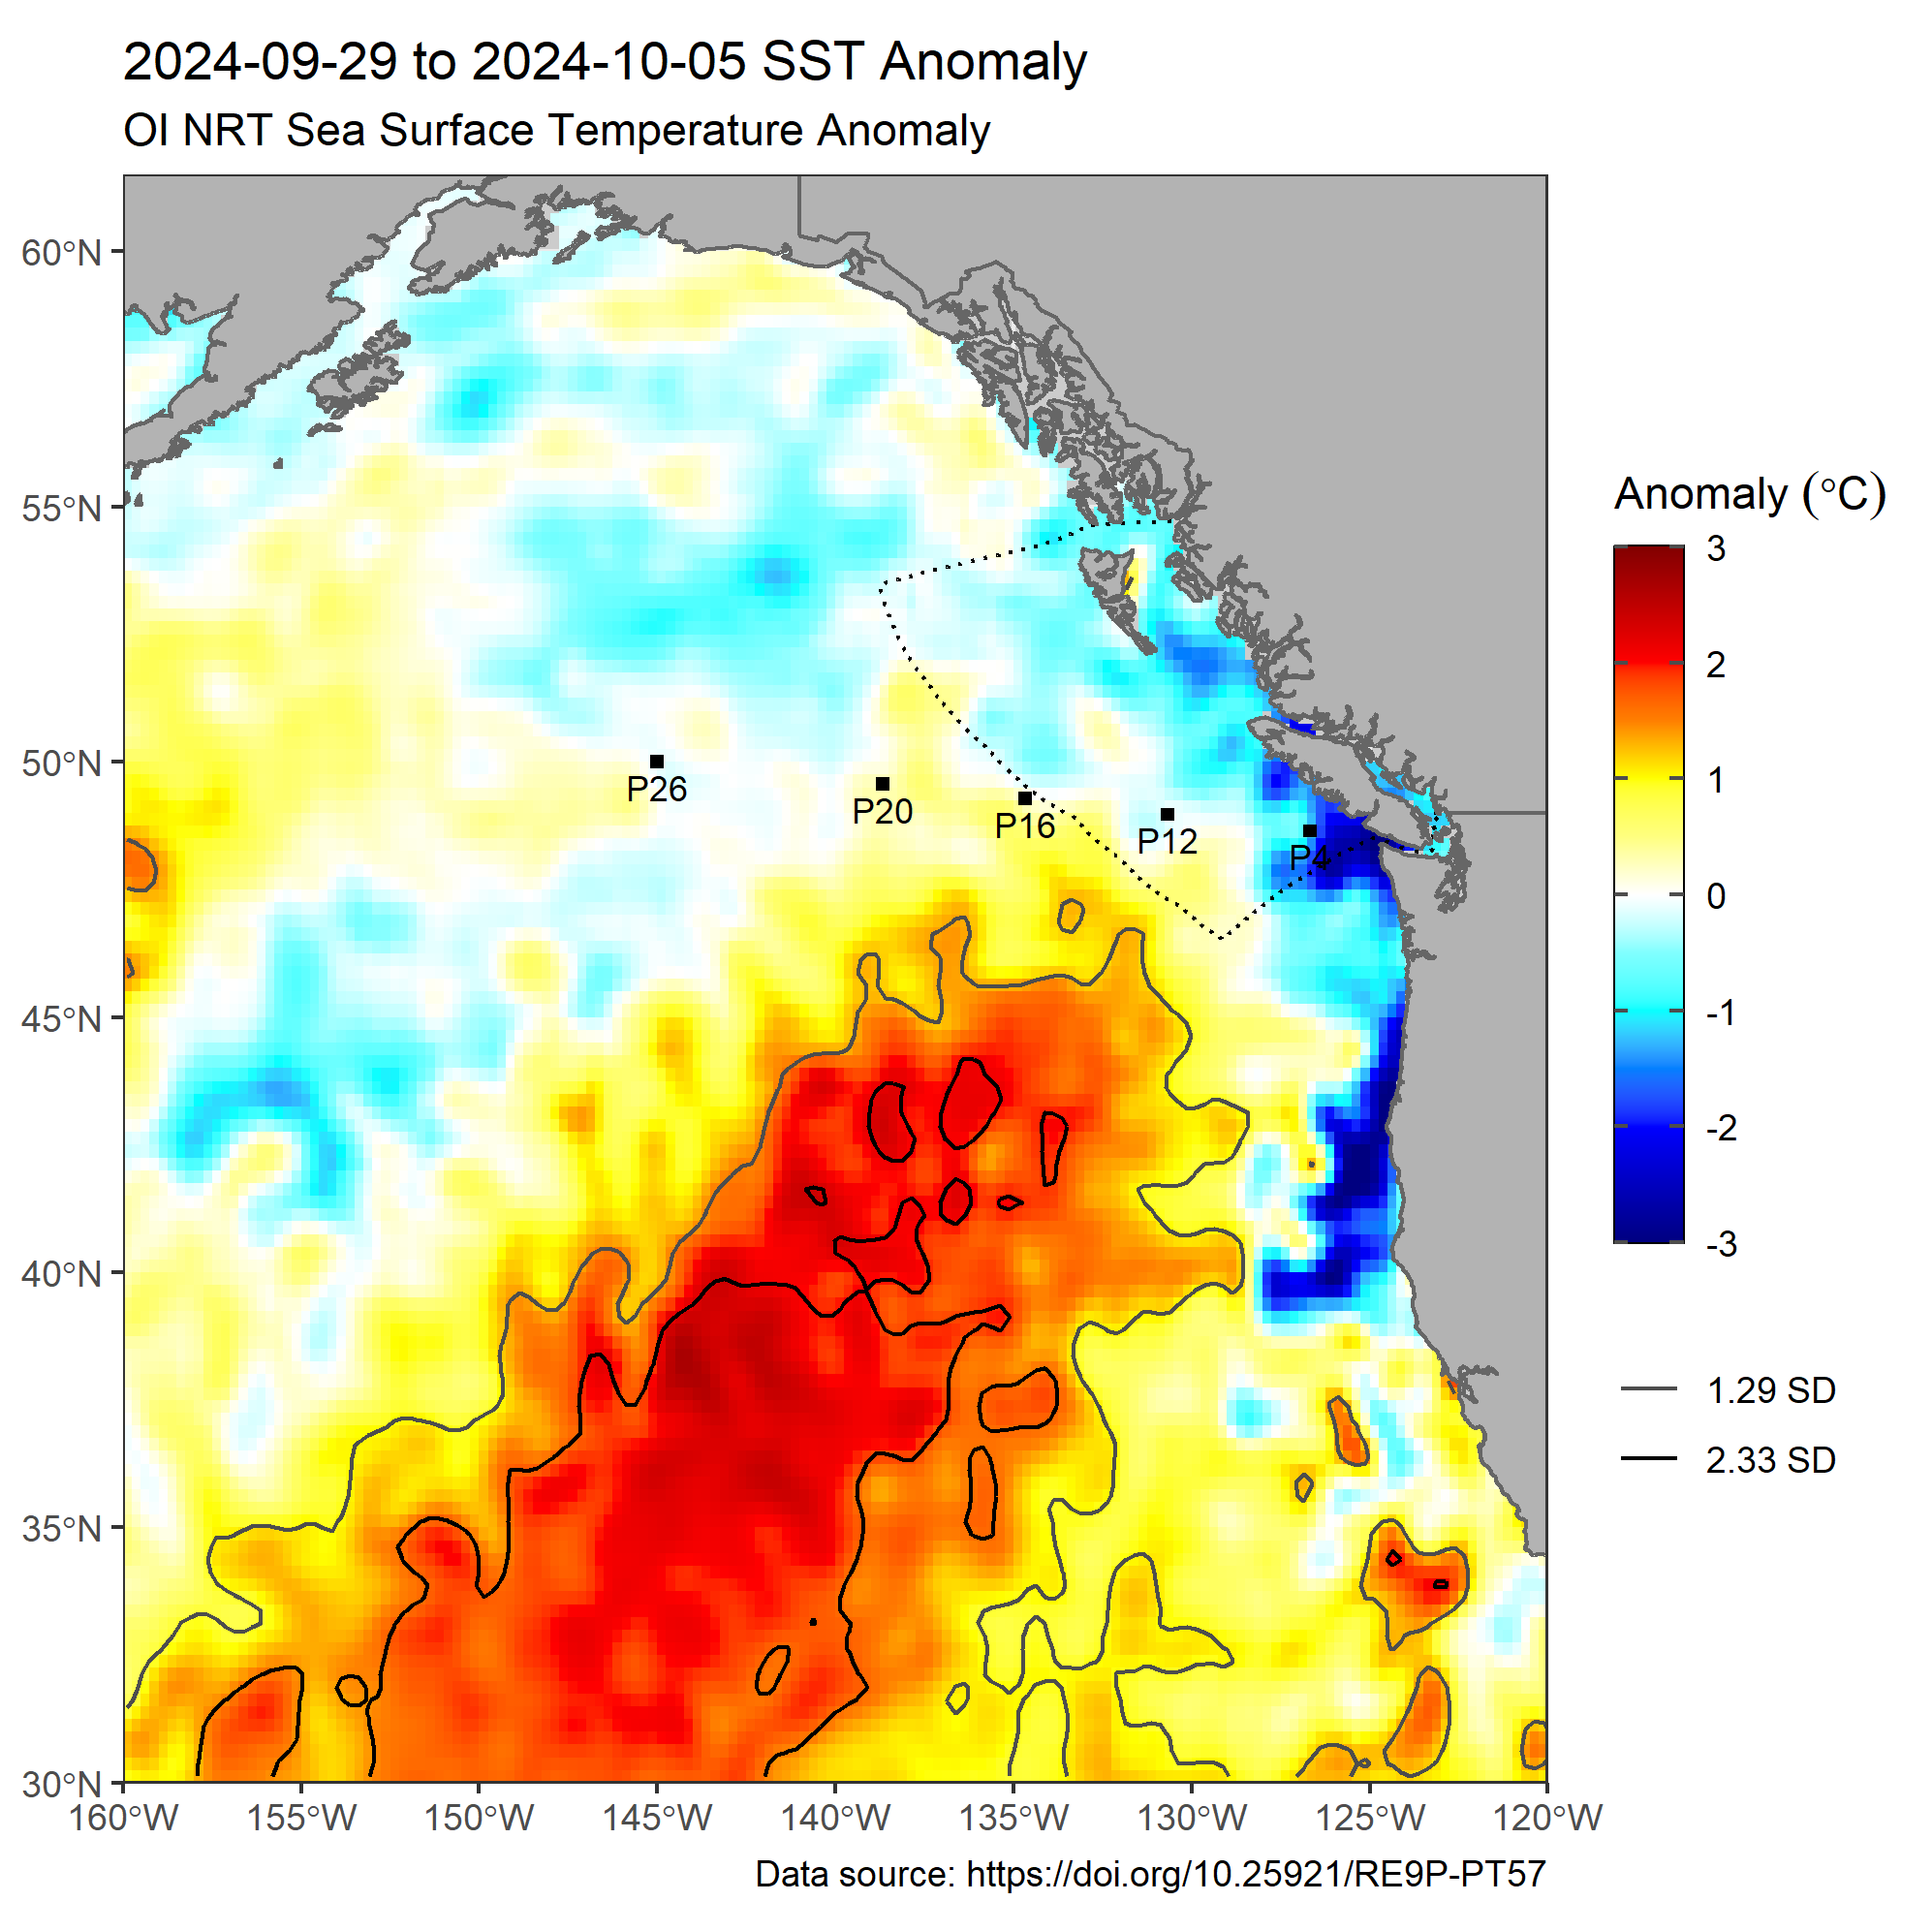 2024-09-29 to 2024-10-05 SST Anomaly
OI NRT Sea Surface Temperature Anomaly
60°N
55°N
50°N
45°N
40°N
35°N
30°N
P26
P20
P16
P12
P4
160°W
155°W
150°W
145°W
140°W
135°W
130°W
125°W
120°W
Anomaly (°C)
3
2
1
0
-1
-2
-3
1.29 SD
2.33 SD
Data source: https://doi.org/10.25921/RE9P-PT57